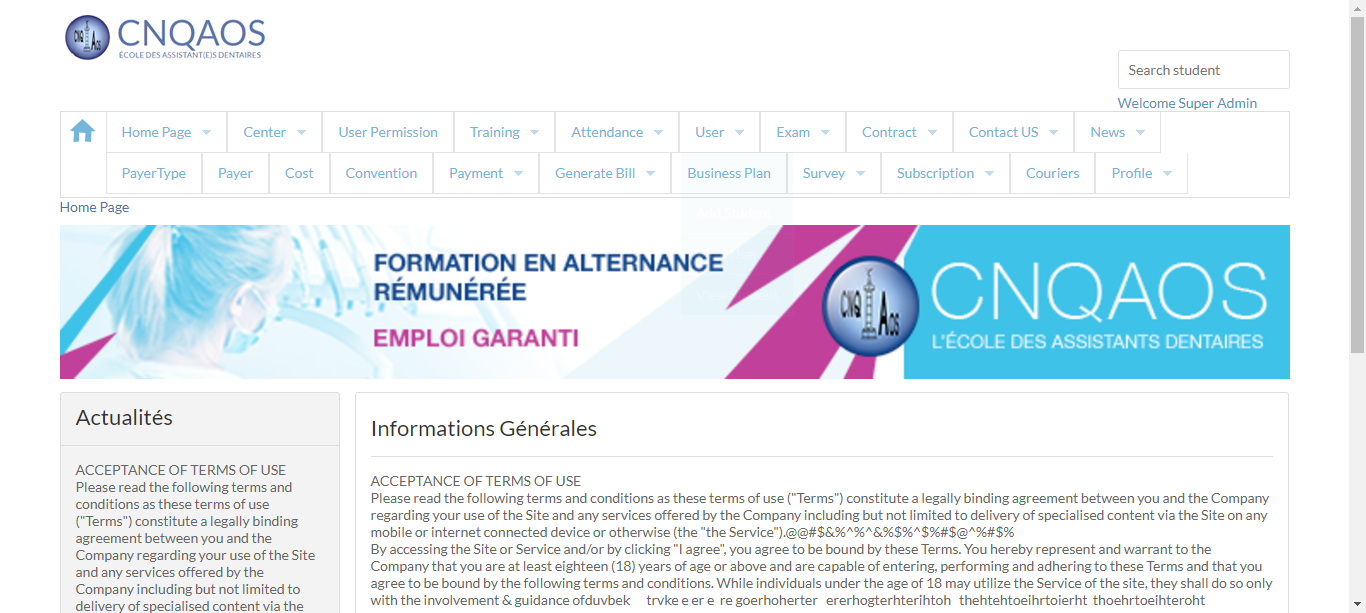 CNQ AOS
CNQAOS
ÉCOLE DES ASSISTANT(E)S DENTAIRES
Search student
Welcome Super Admin
Home Page Center User Permission Training Attendance User Exam Contract Contact US News
PayerType Payer Cost Convention Payment Generate Bill Business Plan Survey Subscription Couriers Profile
Home Page
FORMATION EN ALTERNANCE
RÉMUNÉRÉE
EMPLOI GARANTI
CNQ AOS
CNQAOS
L'ÉCOLE DES ASSISTANTS DENTAIRES
Actualités
ACCEPTANCE OF TERMS OF USE
Please read the following terms and
conditions as these terms of use
("Terms") constitute a legally binding
agreement between you and the
Company regarding your use of the Site
and any services offered by the
Company including but not limited to
delivery of specialised content via the
Informations Générales
ACCEPTANCE OF TERMS OF USE
Please read the following terms and conditions as these terms of use ("Terms") constitute a legally binding agreement between you and the Company
regarding your use of the Site and any services offered by the Company including but not limited to delivery of specialised content via the Site on any
mobile or internet connected device or otherwise (the "the Service").@@#$&%^%^&%$%^$%#$@^%#$%
By accessing the Site or Service and/or by clicking "I agree", you agree to be bound by these Terms. You hereby represent and warrant to the
Company that you are at least eighteen (18) years of age or above and are capable of entering, performing and adhering to these Terms and that you
agree to be bound by the following terms and conditions. While individuals under the age of 18 may utilize the Service of the site, they shall do so only
with the involvement & guidance ofduvbek trvke e er e re goerhoherter ererhogterhterihtoh thehtehtoeihrtoierht thoehrtoeihteroht